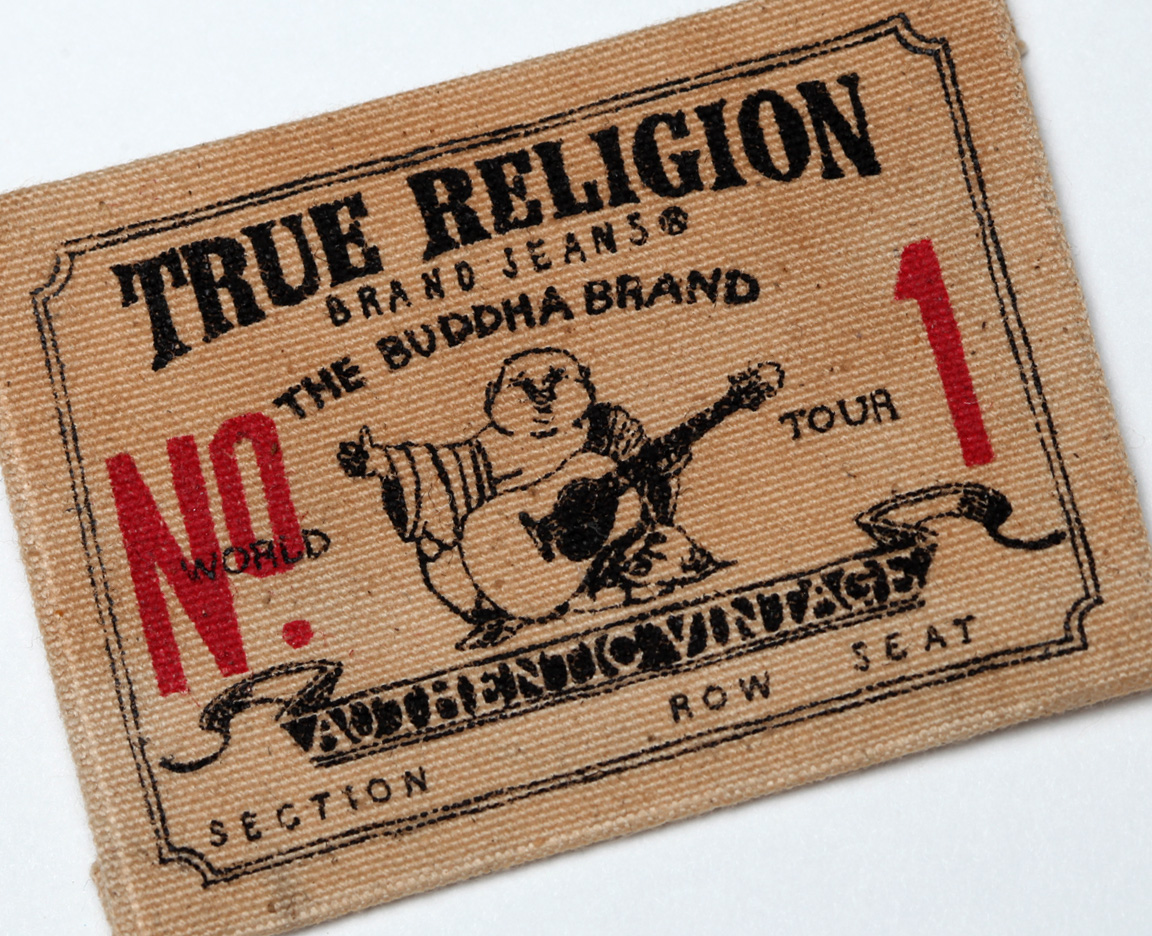 TRUE RELIGION
BRAND JEANS®
THE BUDDHA BRAND
NO. 1
WORLD TOUR
AUTHENTIC VINTAGE
SECTION ROW SEAT